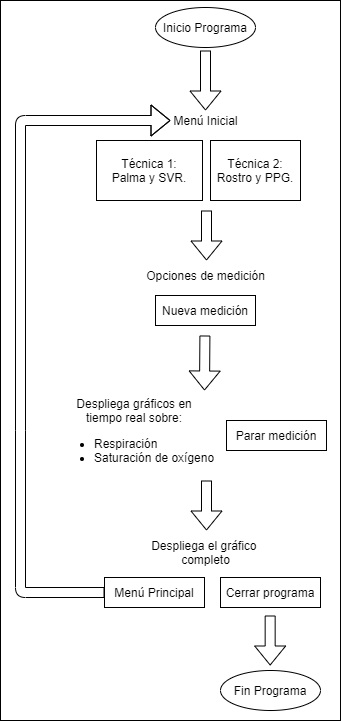 Inicio Programa
Menú Inicial
Técnica 1:
Palma y SVR.
Técnica 2:
Rostro y PPG.
Opciones de medición
Nueva medición
Despliega gráficos en
tiempo real sobre:
Respiración
Saturación de oxígeno
Parar medición
Despliega el gráfico
completo
Menú Principal
Cerrar programa
Fin Programa